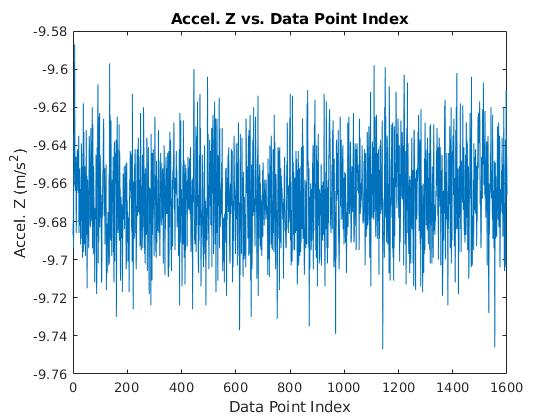 Accel. Z vs. Data Point Index
-9.58
-9.6
-9.62
-9.64
-9.66
-9.68
-9.7
-9.72
-9.74
-9.76
Accel. Z (m/s²)
0 200 400 600 800 1000 1200 1400 1600
Data Point Index